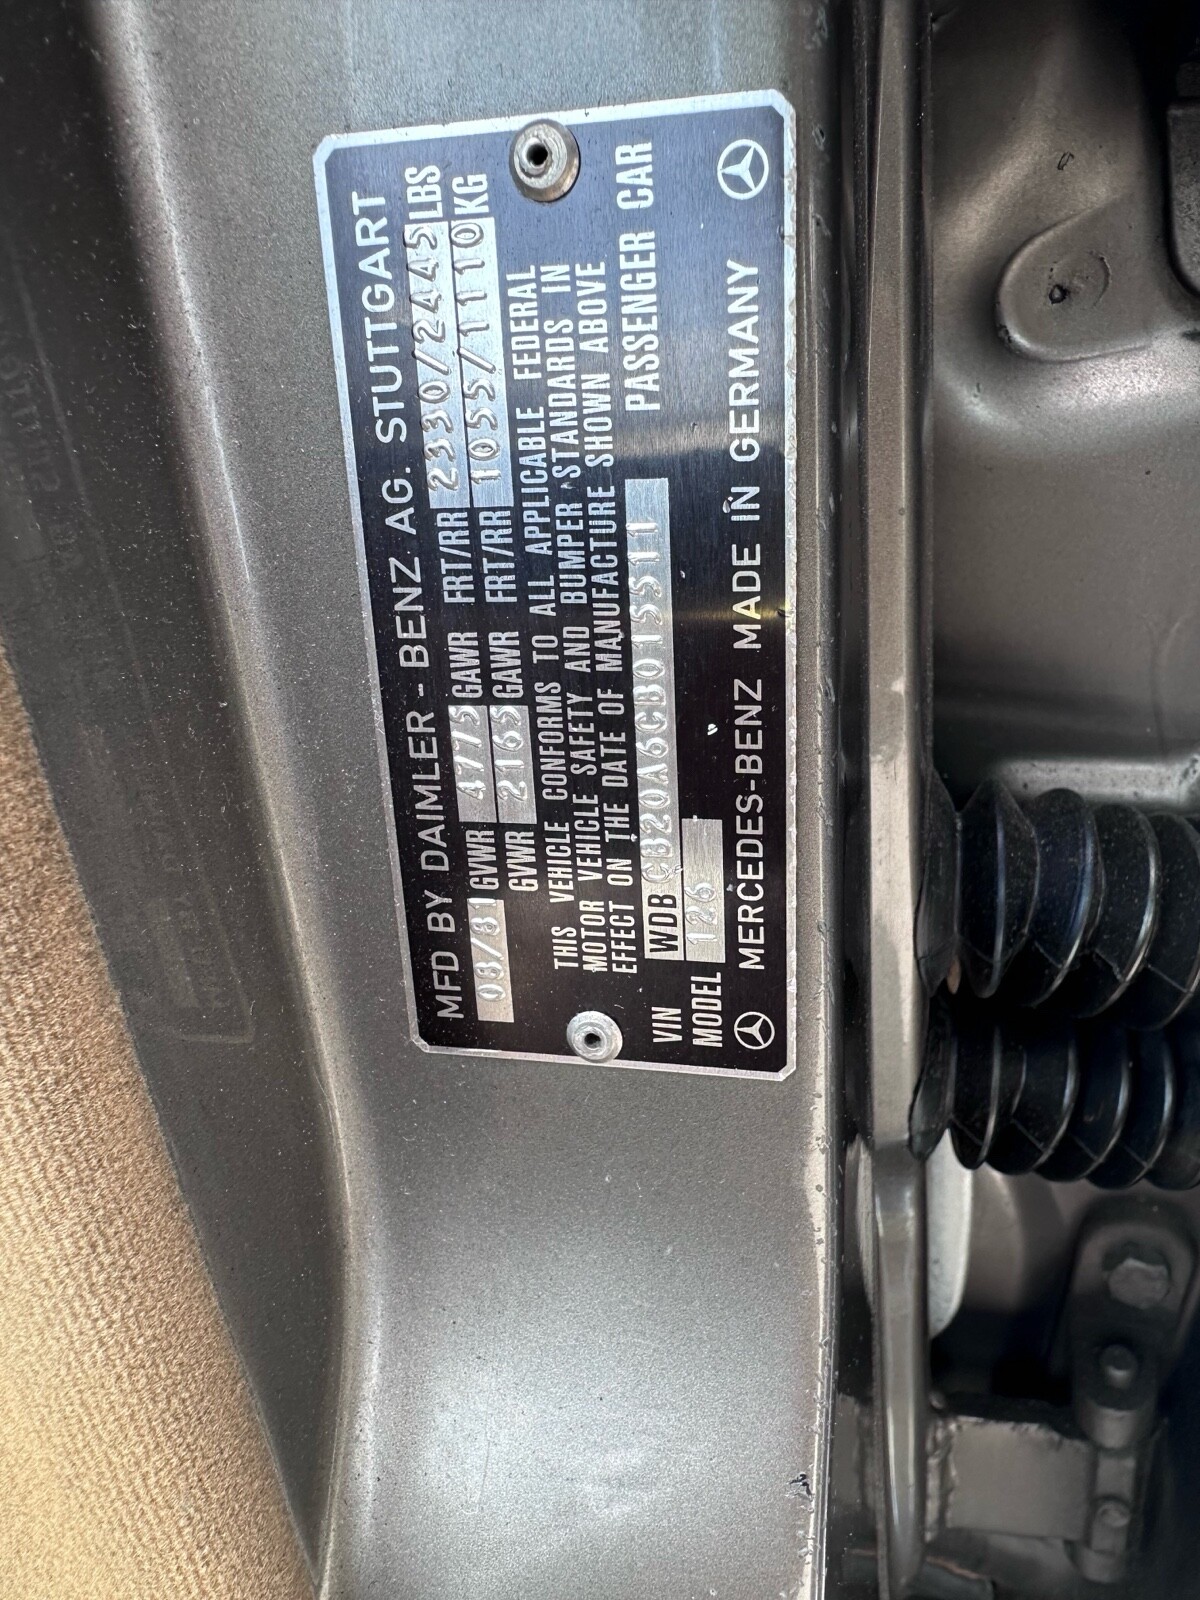 MFD BY DAIMLER-BENZ AG. STUTTGART
08/81 GVWR 4775 GAWR FRT/RR 2330/2445 LBS
GVWR 2165 GAWR FRT/RR 1055/1110 KG
THIS VEHICLE CONFORMS TO ALL APPLICABLE FEDERAL
MOTOR VEHICLE SAFETY AND BUMPER STANDARDS IN
EFFECT ON THE DATE OF MANUFACTURE SHOWN ABOVE
VIN WDB CB20A6CB015511 PASSENGER CAR
MODEL 126
MERCEDES-BENZ MADE IN GERMANY